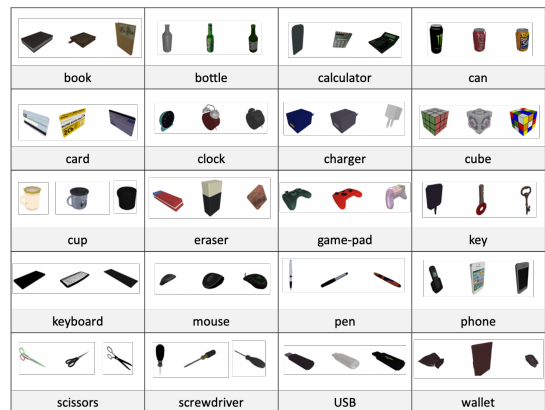 book bottle calculator can
card clock charger cube
cup eraser game-pad key
keyboard mouse pen phone
scissors screwdriver USB wallet